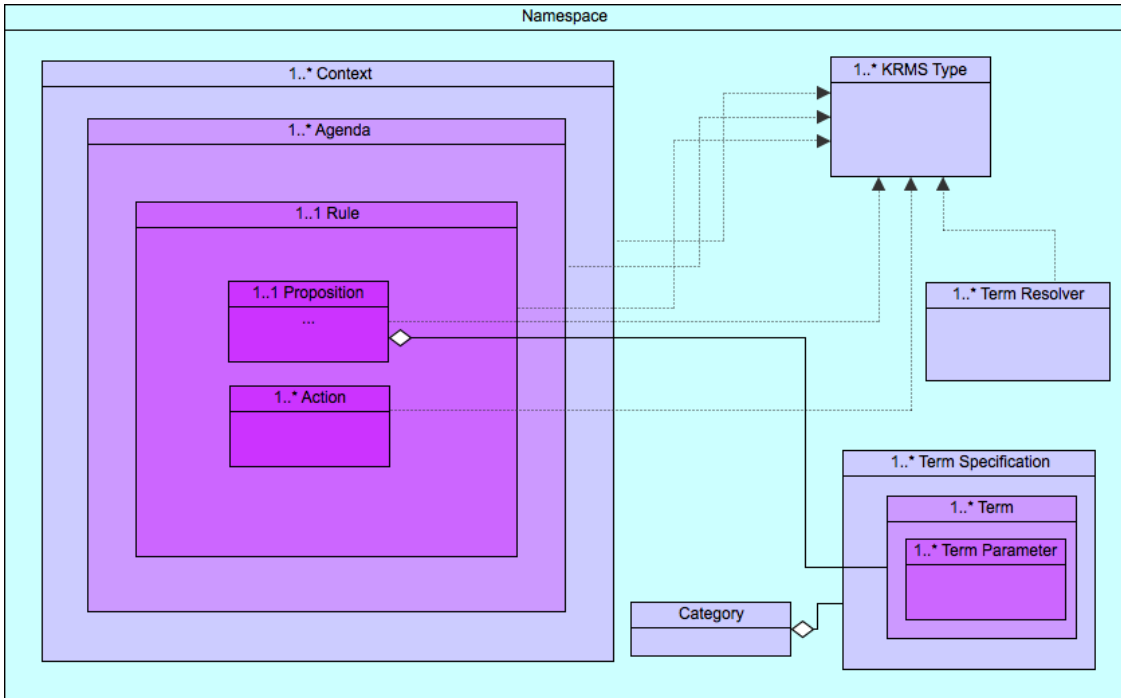 Namespace
1..* Context
1..* KRMS Type
1..* Agenda
1..1 Rule
1..1 Proposition
...
1..* Term Resolver
1..* Action
1..* Term Specification
1..* Term
1..* Term Parameter
Category